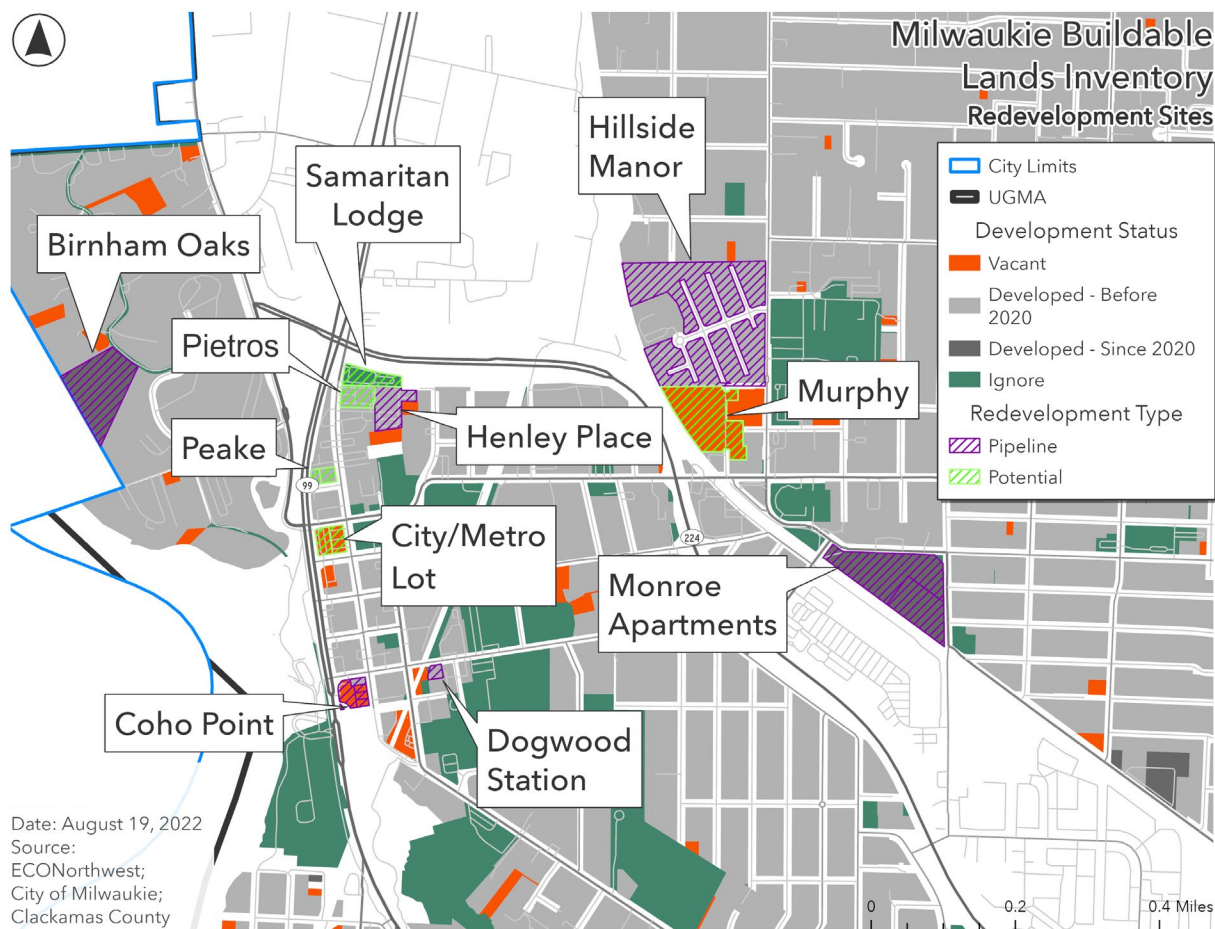 Milwaukie Buildable
Lands Inventory
Redevelopment Sites
City Limits
UGMA
Development Status
Vacant
Developed - Before
2020
Developed - Since 2020
Ignore
Redevelopment Type
Pipeline
Potential
Hillside
Manor
Samaritan
Lodge
Birnham Oaks
Pietros
Murphy
Henley Place
Peake
99
City/Metro
Lot
224
Monroe
Apartments
Coho Point
Dogwood
Station
Date: August 19, 2022
Source:
ECONorthwest;
City of Milwaukie;
Clackamas County
0 0.2 0.4 Miles